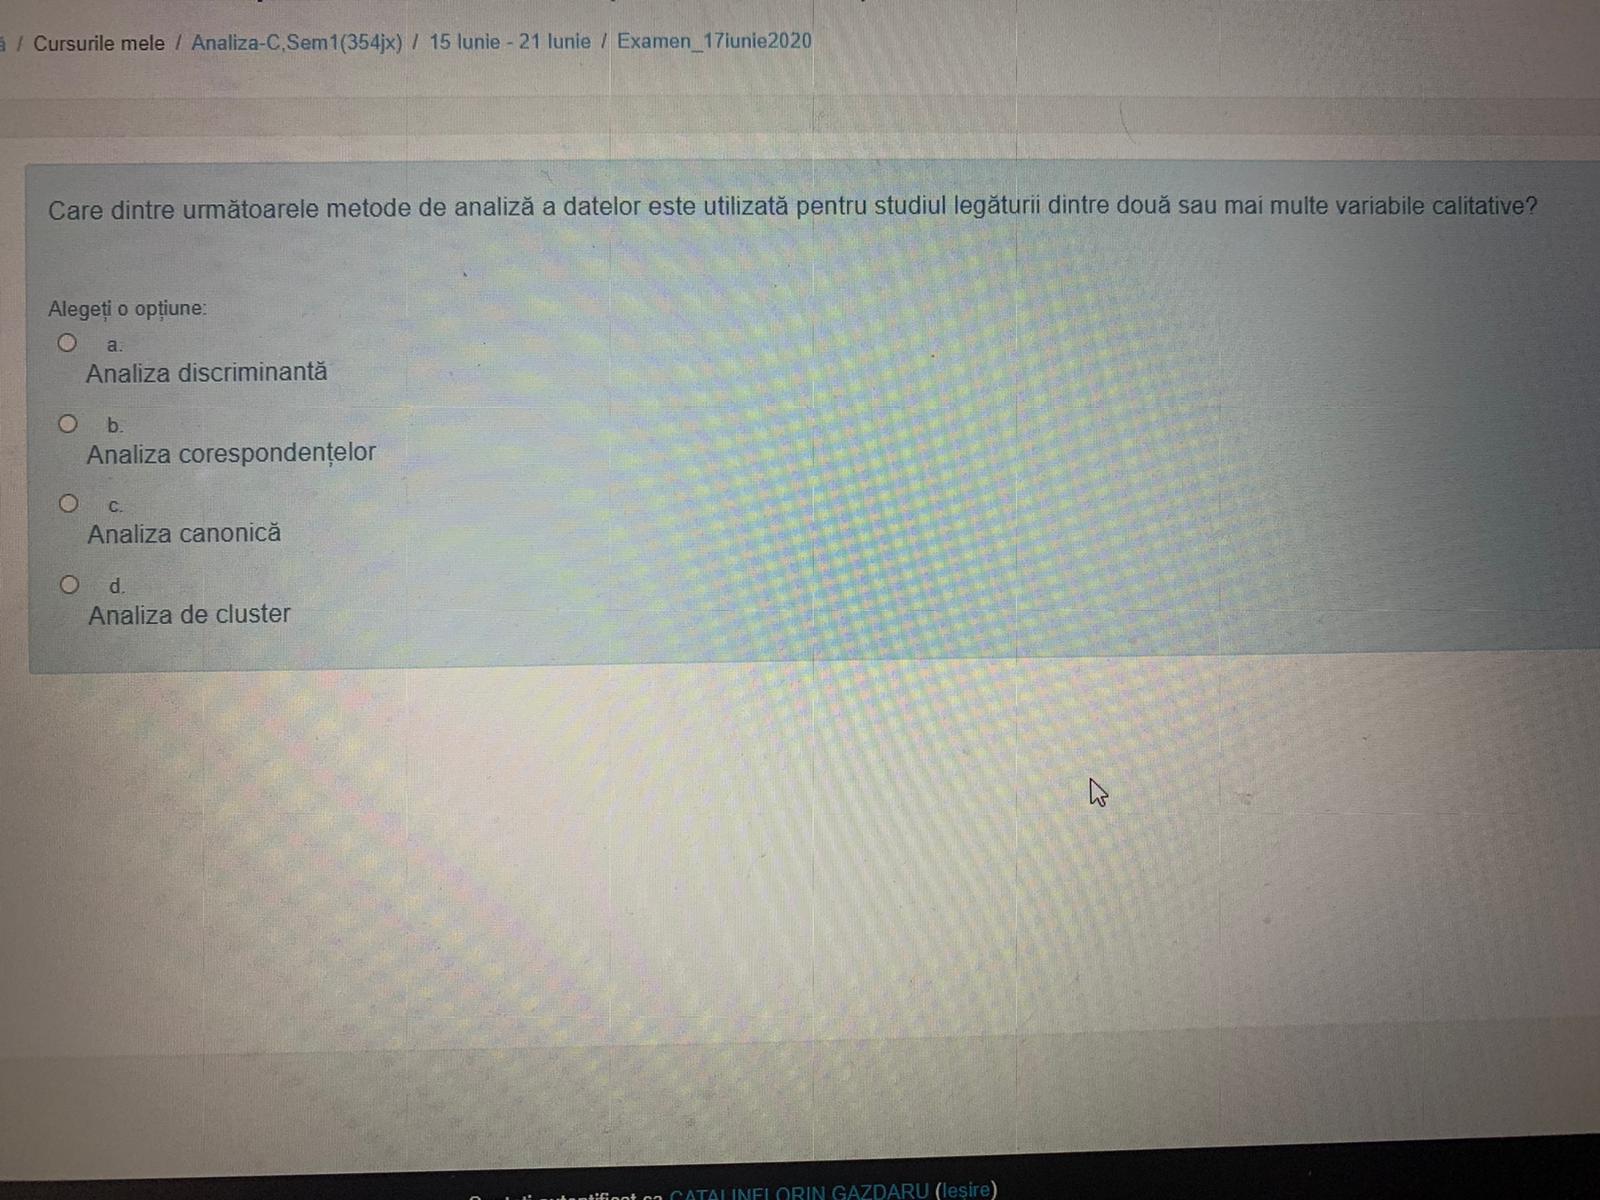 / Cursurile mele / Analiza-C,Sem1(354jx) / 15 Iunie - 21 Iunie / Examen_17iunie2020
Care dintre următoarele metode de analiză a datelor este utilizată pentru studiul legăturii dintre două sau mai multe variabile calitative?
Alegeți o opțiune:
a.
Analiza discriminantă
b.
Analiza corespondențelor
c.
Analiza canonică
d.
Analiza de cluster
ca CATALINFLORIN GAZDARU (Ieșire)